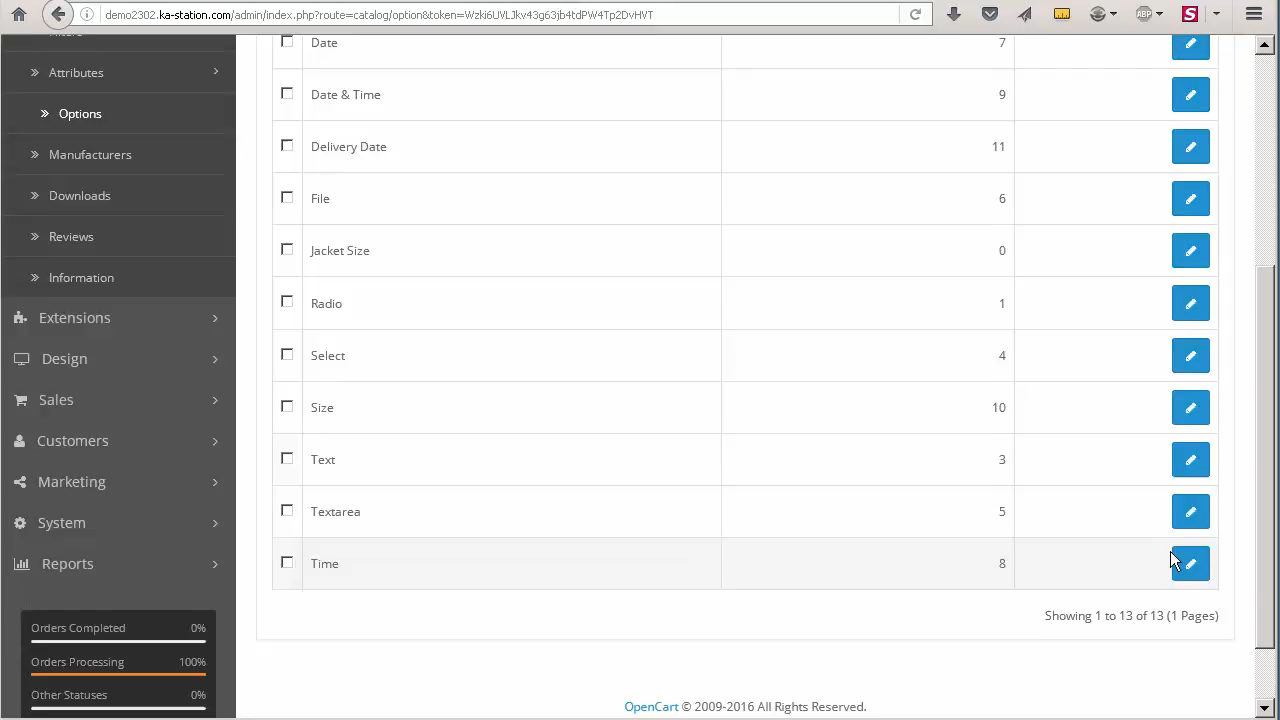 demo2302.ka-station.com/admin/index.php?route=catalog/option&token=Wzki6UVLJkv43g63jb4tdPW4Tp2DvHVT
ABP
S
Attributes
Options
Manufacturers
Downloads
Reviews
Information
Extensions
Design
Sales
Customers
Marketing
System
Reports
Orders Completed 0%
Orders Processing 100%
Other Statuses 0%
Date 7
Date & Time 9
Delivery Date 11
File 6
Jacket Size 0
Radio 1
Select 4
Size 10
Text 3
Textarea 5
Time 8
Showing 1 to 13 of 13 (1 Pages)
OpenCart © 2009-2016 All Rights Reserved.